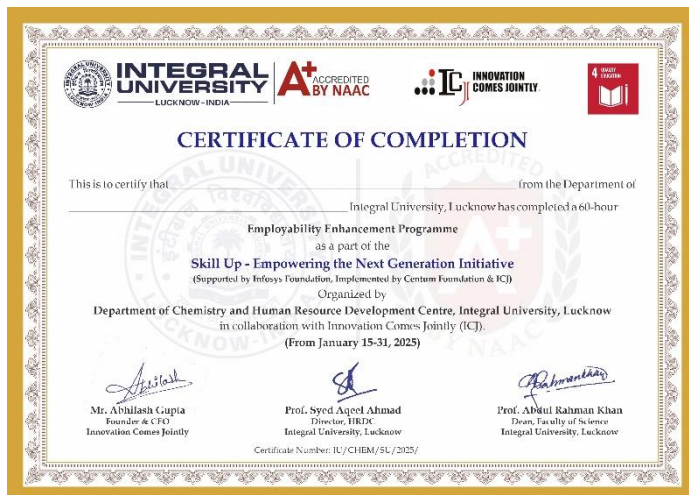 INTEGRAL
UNIVERSITY
LUCKNOW-INDIA
A+ ACCREDITED
BY NAAC
ICJ INNOVATION
COMES JOINTLY
4 QUALITY
EDUCATION
CERTIFICATE OF COMPLETION
This is to certify that from the Department of
Integral University, Lucknow has completed a 60-hour
Employability Enhancement Programme
as a part of the
Skill Up - Empowering the Next Generation Initiative
(Supported by Infosys Foundation, Implemented by Centum Foundation & ICJ)
Organized by
Department of Chemistry and Human Resource Development Centre, Integral University, Lucknow
in collaboration with Innovation Comes Jointly (ICJ).
(From January 15-31, 2025)
Mr. Abhilash Gupta Prof. Syed Aqeel Ahmad Prof. Abdul Rahman Khan
Founder & CEO Director, HRDC Dean, Faculty of Science
Innovation Comes Jointly Integral University, Lucknow Integral University, Lucknow
Certificate Number: IU/CHEM/SU/2025/